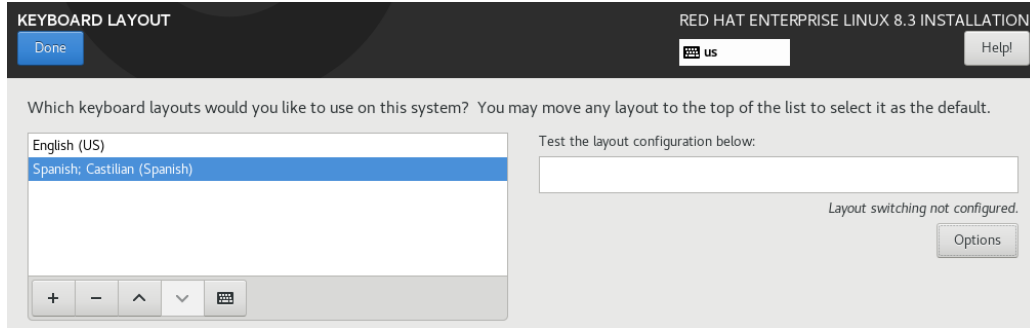 KEYBOARD LAYOUT
RED HAT ENTERPRISE LINUX 8.3 INSTALLATION
Done
us
Help!
Which keyboard layouts would you like to use on this system? You may move any layout to the top of the list to select it as the default.
English (US)
Spanish; Castilian (Spanish)
Test the layout configuration below:
Layout switching not configured.
Options